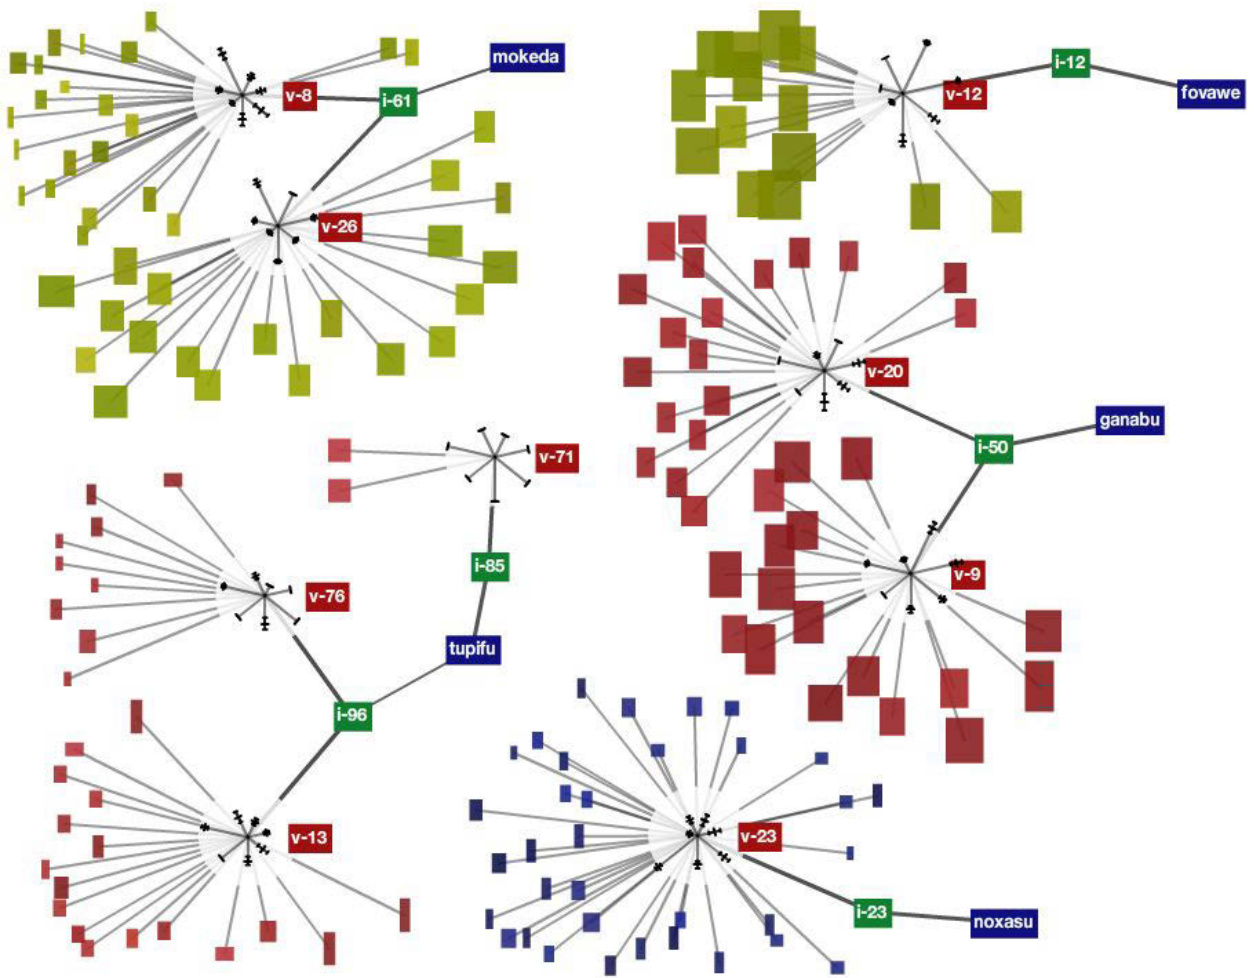 mokeda
v-8
i-61
i-12
v-12
fovawe
v-26
v-20
ganabu
i-50
v-71
i-85
v-76
v-9
tupifu
i-96
v-13
v-23
i-23
noxasu